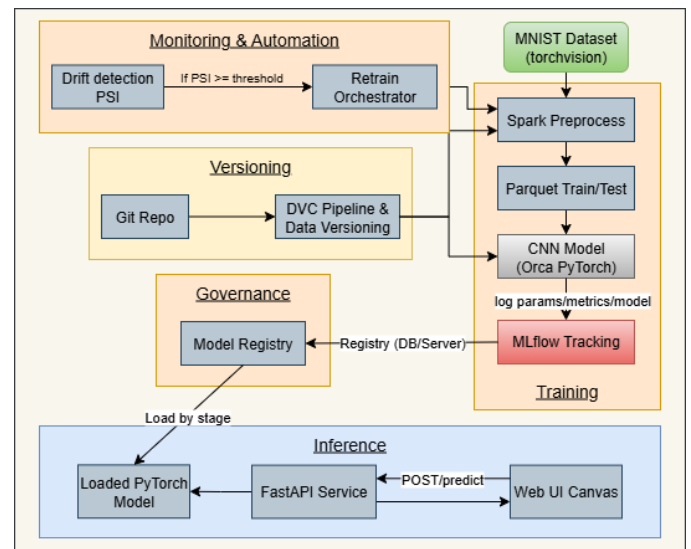 Monitoring & Automation
Drift detection
PSI
If PSI >= threshold
Retrain
Orchestrator
MNIST Dataset
(torchvision)
Spark Preprocess
Versioning
Git Repo
DVC Pipeline &
Data Versioning
Parquet Train/Test
CNN Model
(Orca PyTorch)
log params/metrics/model
Governance
Model Registry
Registry (DB/Server)
MLflow Tracking
Training
Load by stage
Inference
Loaded PyTorch
Model
FastAPI Service
POST/predict
Web UI Canvas